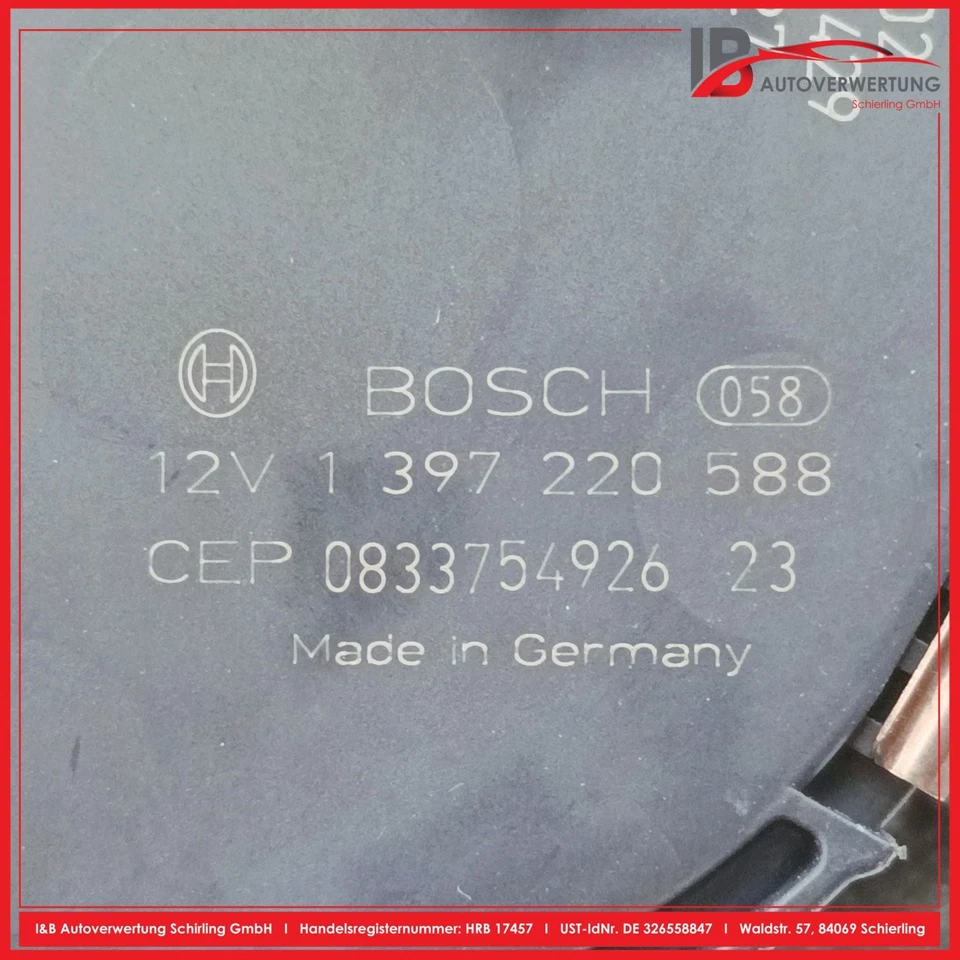 IB
AUTOVERWERTUNG
Schierling GmbH
BOSCH 058
12V 1 397 220 588
CEP 0833754926 23
Made in Germany
I&B Autoverwertung Schirling GmbH I Handelsregisternummer: HRB 17457 I UST-IdNr. DE 326558847 I Waldstr. 57, 84069 Schierling